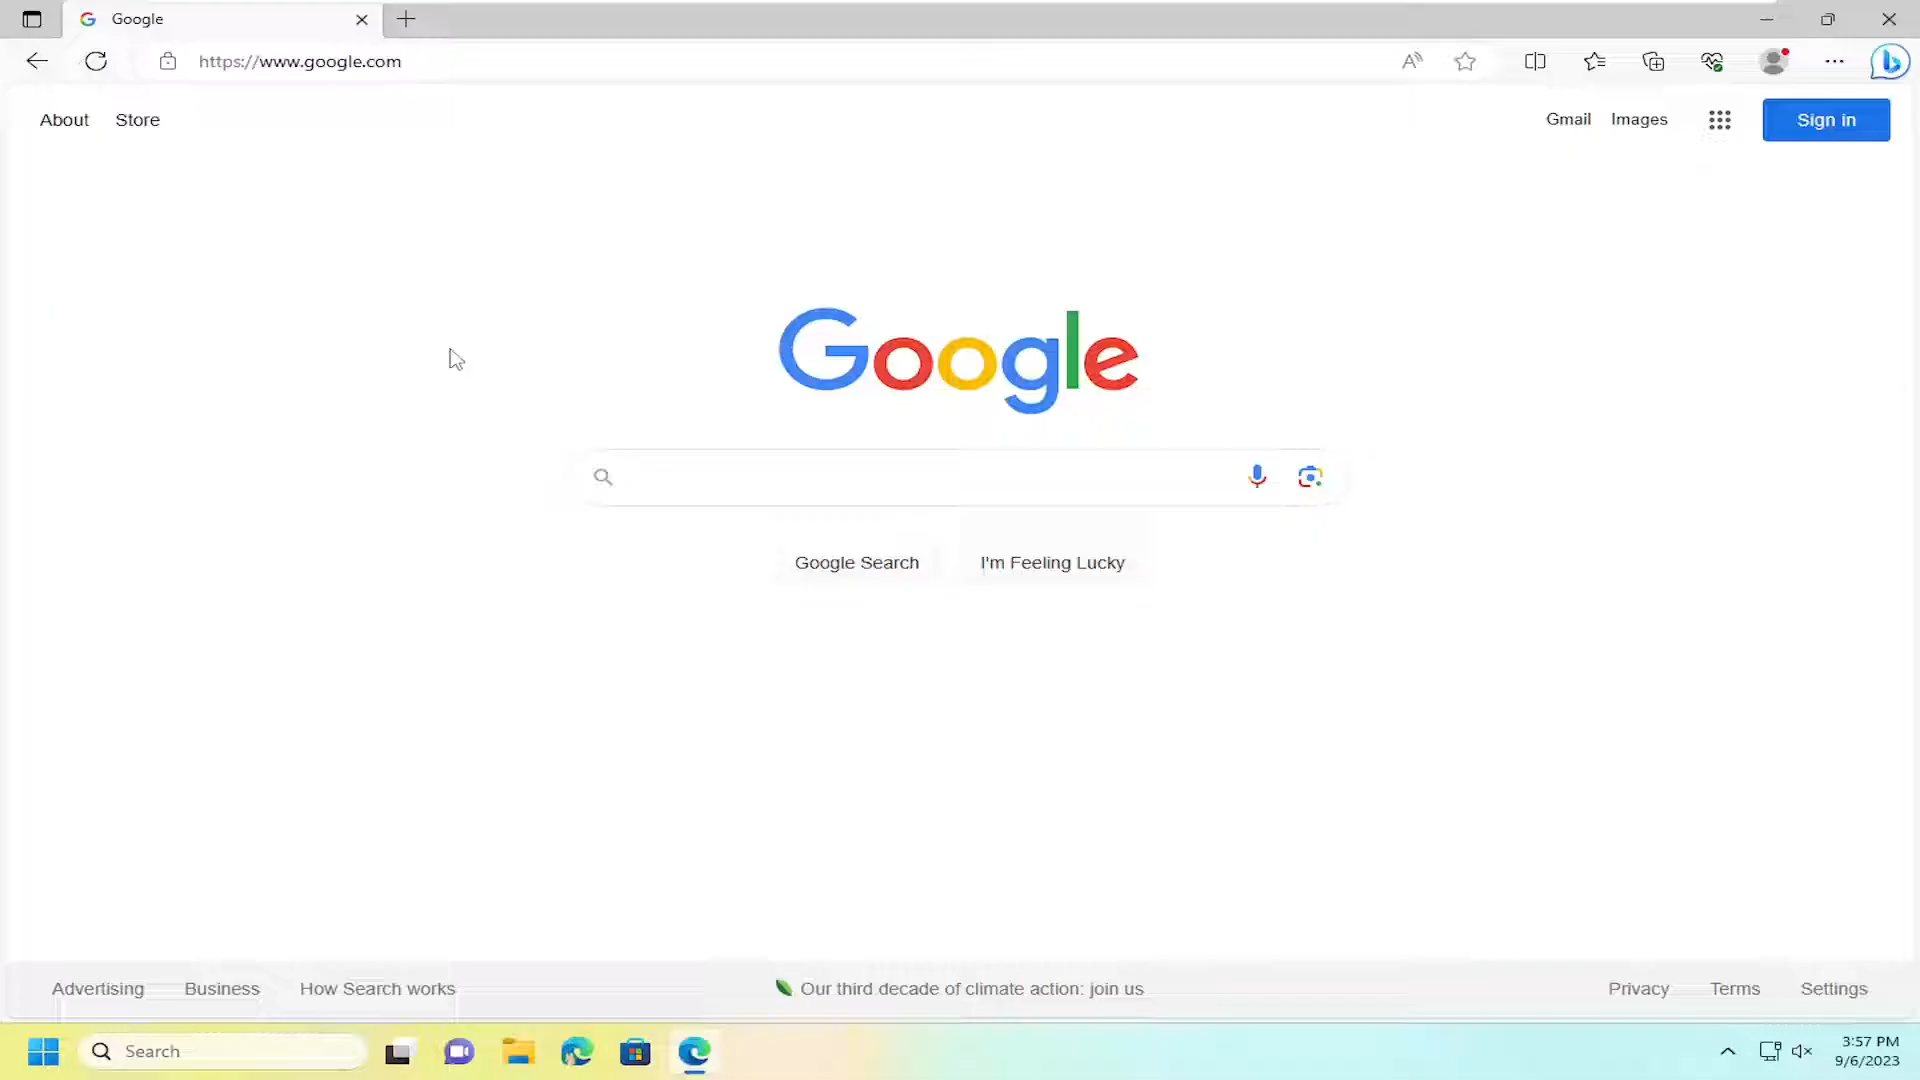 Google
https://www.google.com
About Store
Gmail Images Sign in
Google
Google Search I'm Feeling Lucky
Advertising Business How Search works
Our third decade of climate action: join us
Privacy Terms Settings
Search
3:57 PM
9/6/2023